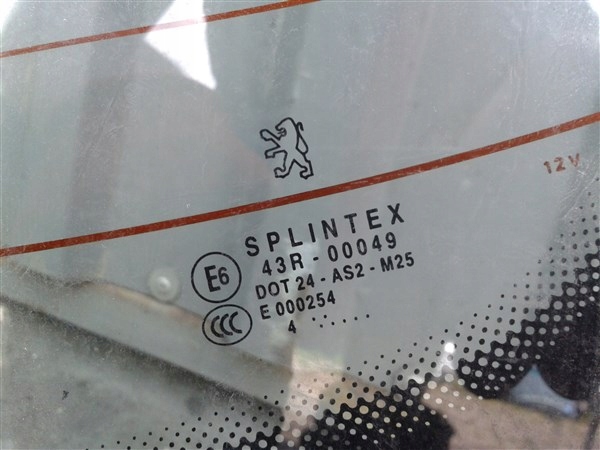 12V
SPLINTEX
E6
43R - 00049
DOT 24 - AS2 - M25
CCC
E 000254
4 ......